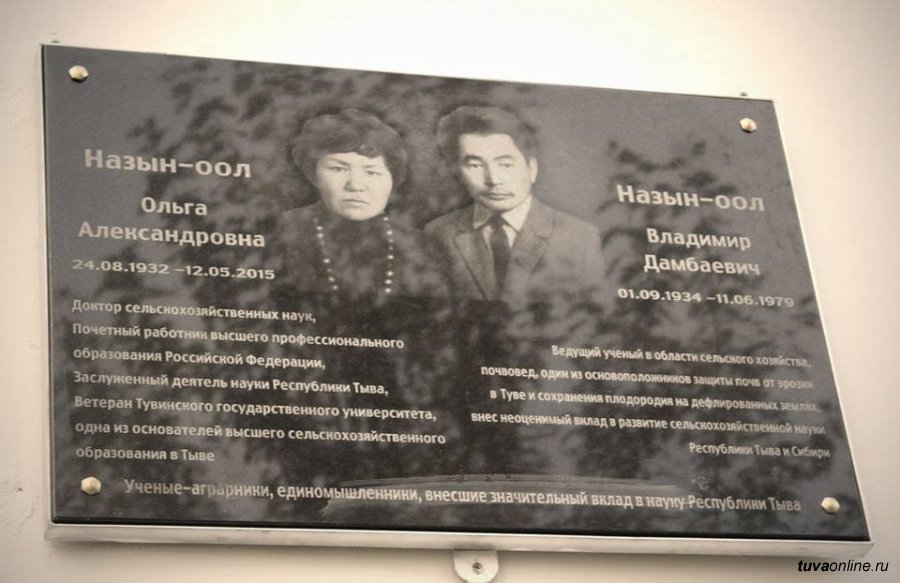 Назын-оол
Ольга
Александровна
24.08.1932 -12.05.2015
Доктор сельскохозяйственных наук,
Почетный работник высшего профессионального
образования Российской Федерации,
Заслуженный деятель науки Республики Тыва,
Ветеран Тувинского государственного университета,
одна из основателей высшего сельскохозяйственного
образования в Тыве
Назын-оол
Владимир
Дамбаевич
01.09.1934 -11.06.1979
Ведущий ученый в области сельского хозяйства,
почвовед, один из основоположников защиты почв от эрозии
в Туве и сохранения плодородия на дефлированных землях,
внес неоценимый вклад в развитие сельскохозяйственной науки
Республики Тыва и Сибири
Ученые-аграрники, единомышленники, внесшие значительный вклад в науку Республики Тыва
tuvaonline.ru